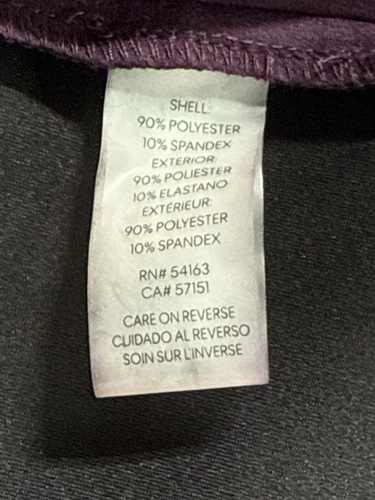 SHELL:
90% POLYESTER
10% SPANDEX
EXTERIOR:
90% POLIESTER
10% ELASTANO
EXTÉRIEUR:
90% POLYESTER
10% SPANDEX
RN# 54163
CA# 57151
CARE ON REVERSE
CUIDADO AL REVERSO
SOIN SUR L'INVERSE